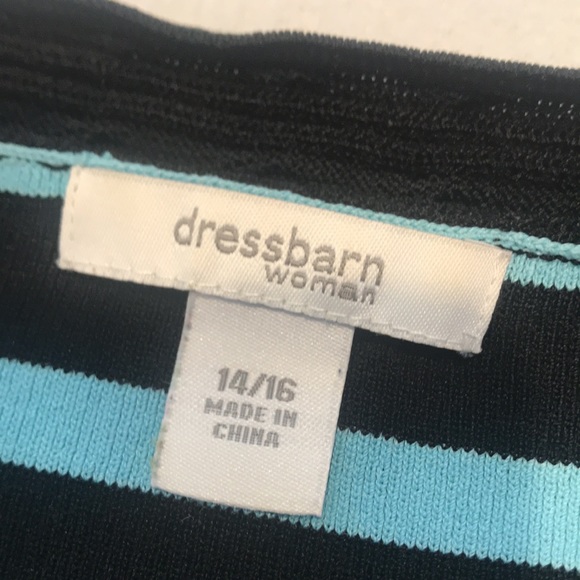 dressbarn
woman
14/16
MADE IN
CHINA